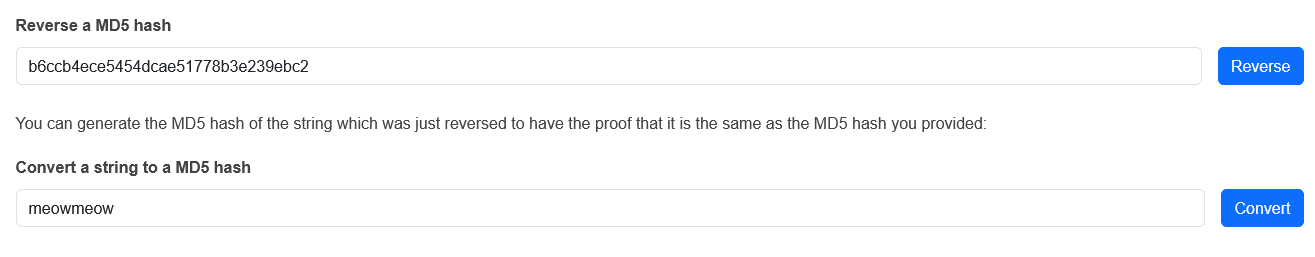 Reverse a MD5 hash
b6ccb4ece5454dcae51778b3e239ebc2
Reverse
You can generate the MD5 hash of the string which was just reversed to have the proof that it is the same as the MD5 hash you provided:
Convert a string to a MD5 hash
meowmeow
Convert